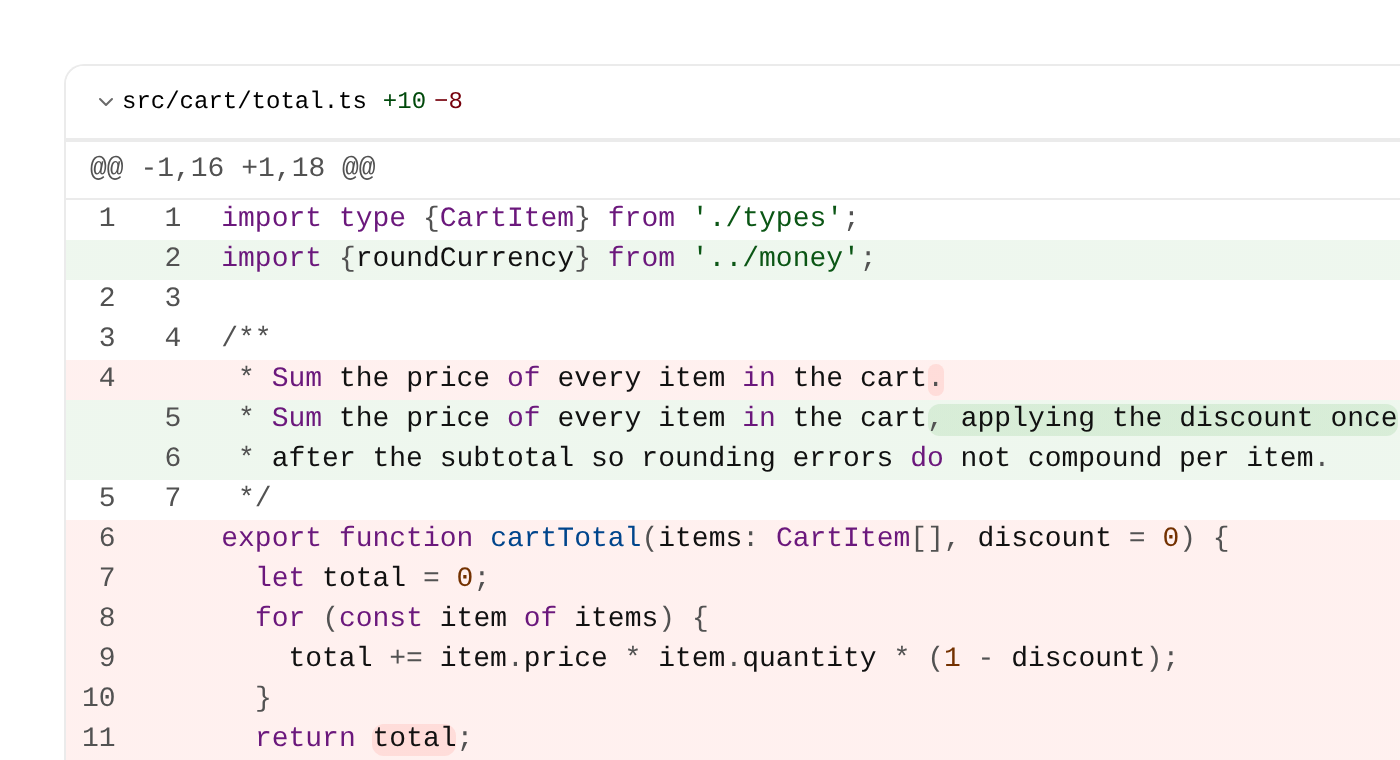 src/cart/total.ts +10 −8
@@ -1,16 +1,18 @@
1 1 import type {CartItem} from './types';
2 import {roundCurrency} from '../money';
2 3
3 4 /**
4 * Sum the price of every item in the cart.
5 * Sum the price of every item in the cart, applying the discount once
6 * after the subtotal so rounding errors do not compound per item.
5 7 */
6 export function cartTotal(items: CartItem[], discount = 0) {
7 let total = 0;
8 for (const item of items) {
9 total += item.price * item.quantity * (1 - discount);
10 }
11 return total;